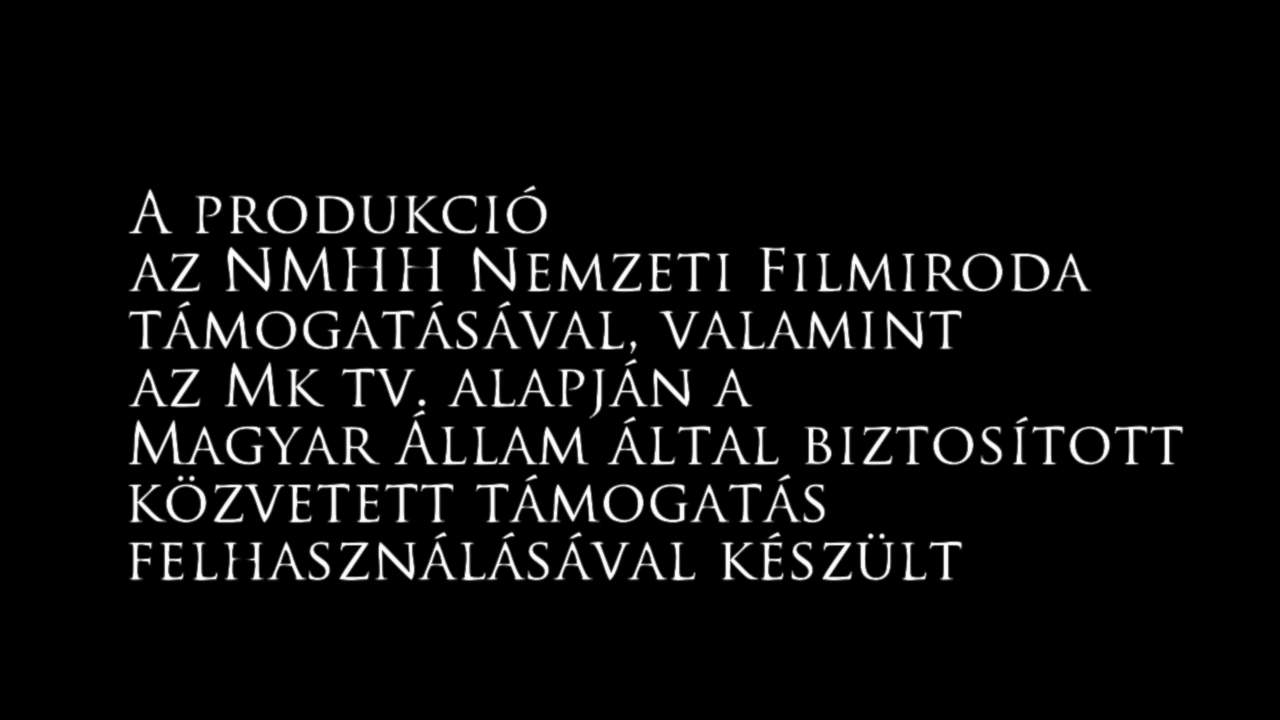 A produkció
az NMHH Nemzeti Filmiroda
támogatásával, valamint
az Mk tv. alapján a
Magyar Állam által biztosított
közvetett támogatás
felhasználásával készült